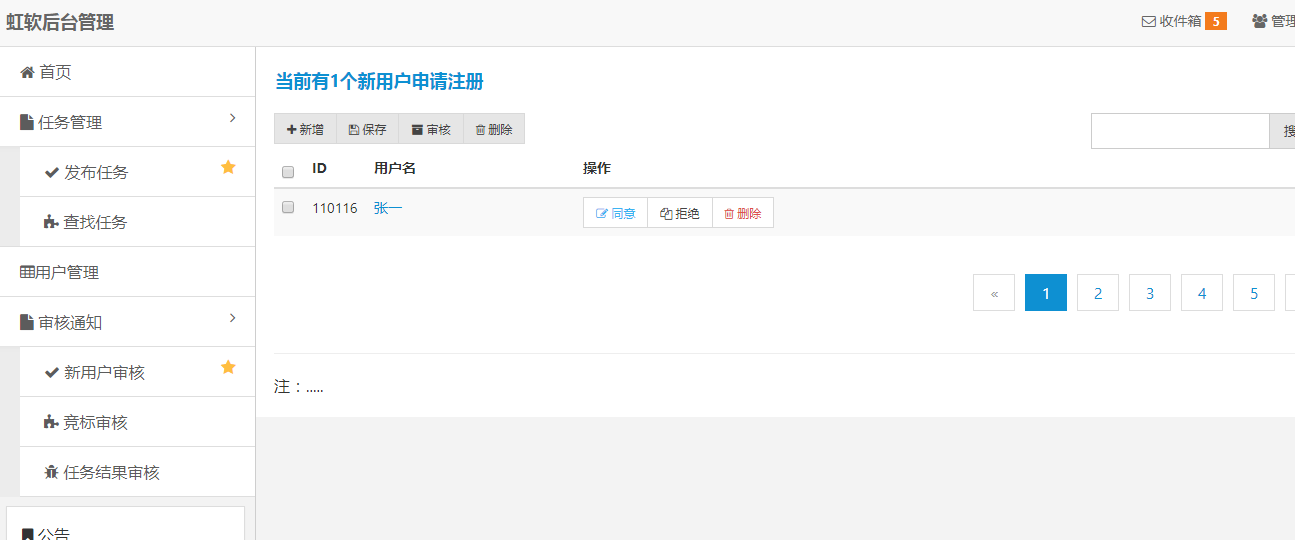 虹软后台管理
收件箱 5 管理
首页
任务管理
发布任务
查找任务
用户管理
审核通知
新用户审核
竞标审核
任务结果审核
公告
当前有1个新用户申请注册
新增 保存 审核 删除
ID 用户名 操作
110116 张一 同意 拒绝 删除
« 1 2 3 4 5
注：.....